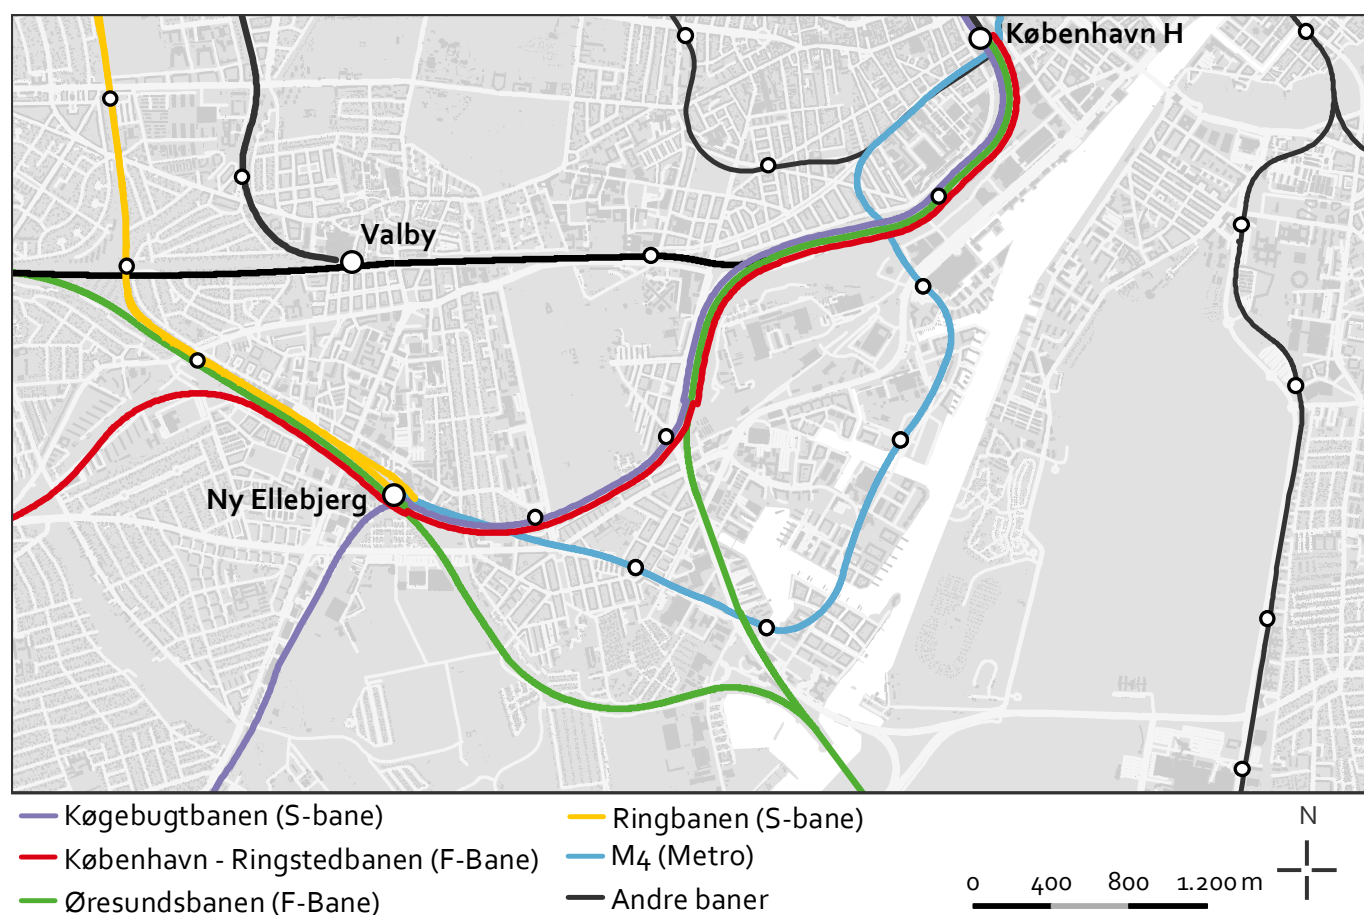 København H
Valby
Ny Ellebjerg
Køgebugtbanen (S-bane)
København - Ringstedbanen (F-Bane)
Øresundsbanen (F-Bane)
Ringbanen (S-bane)
M4 (Metro)
Andre baner
N
0 400 800 1.200 m